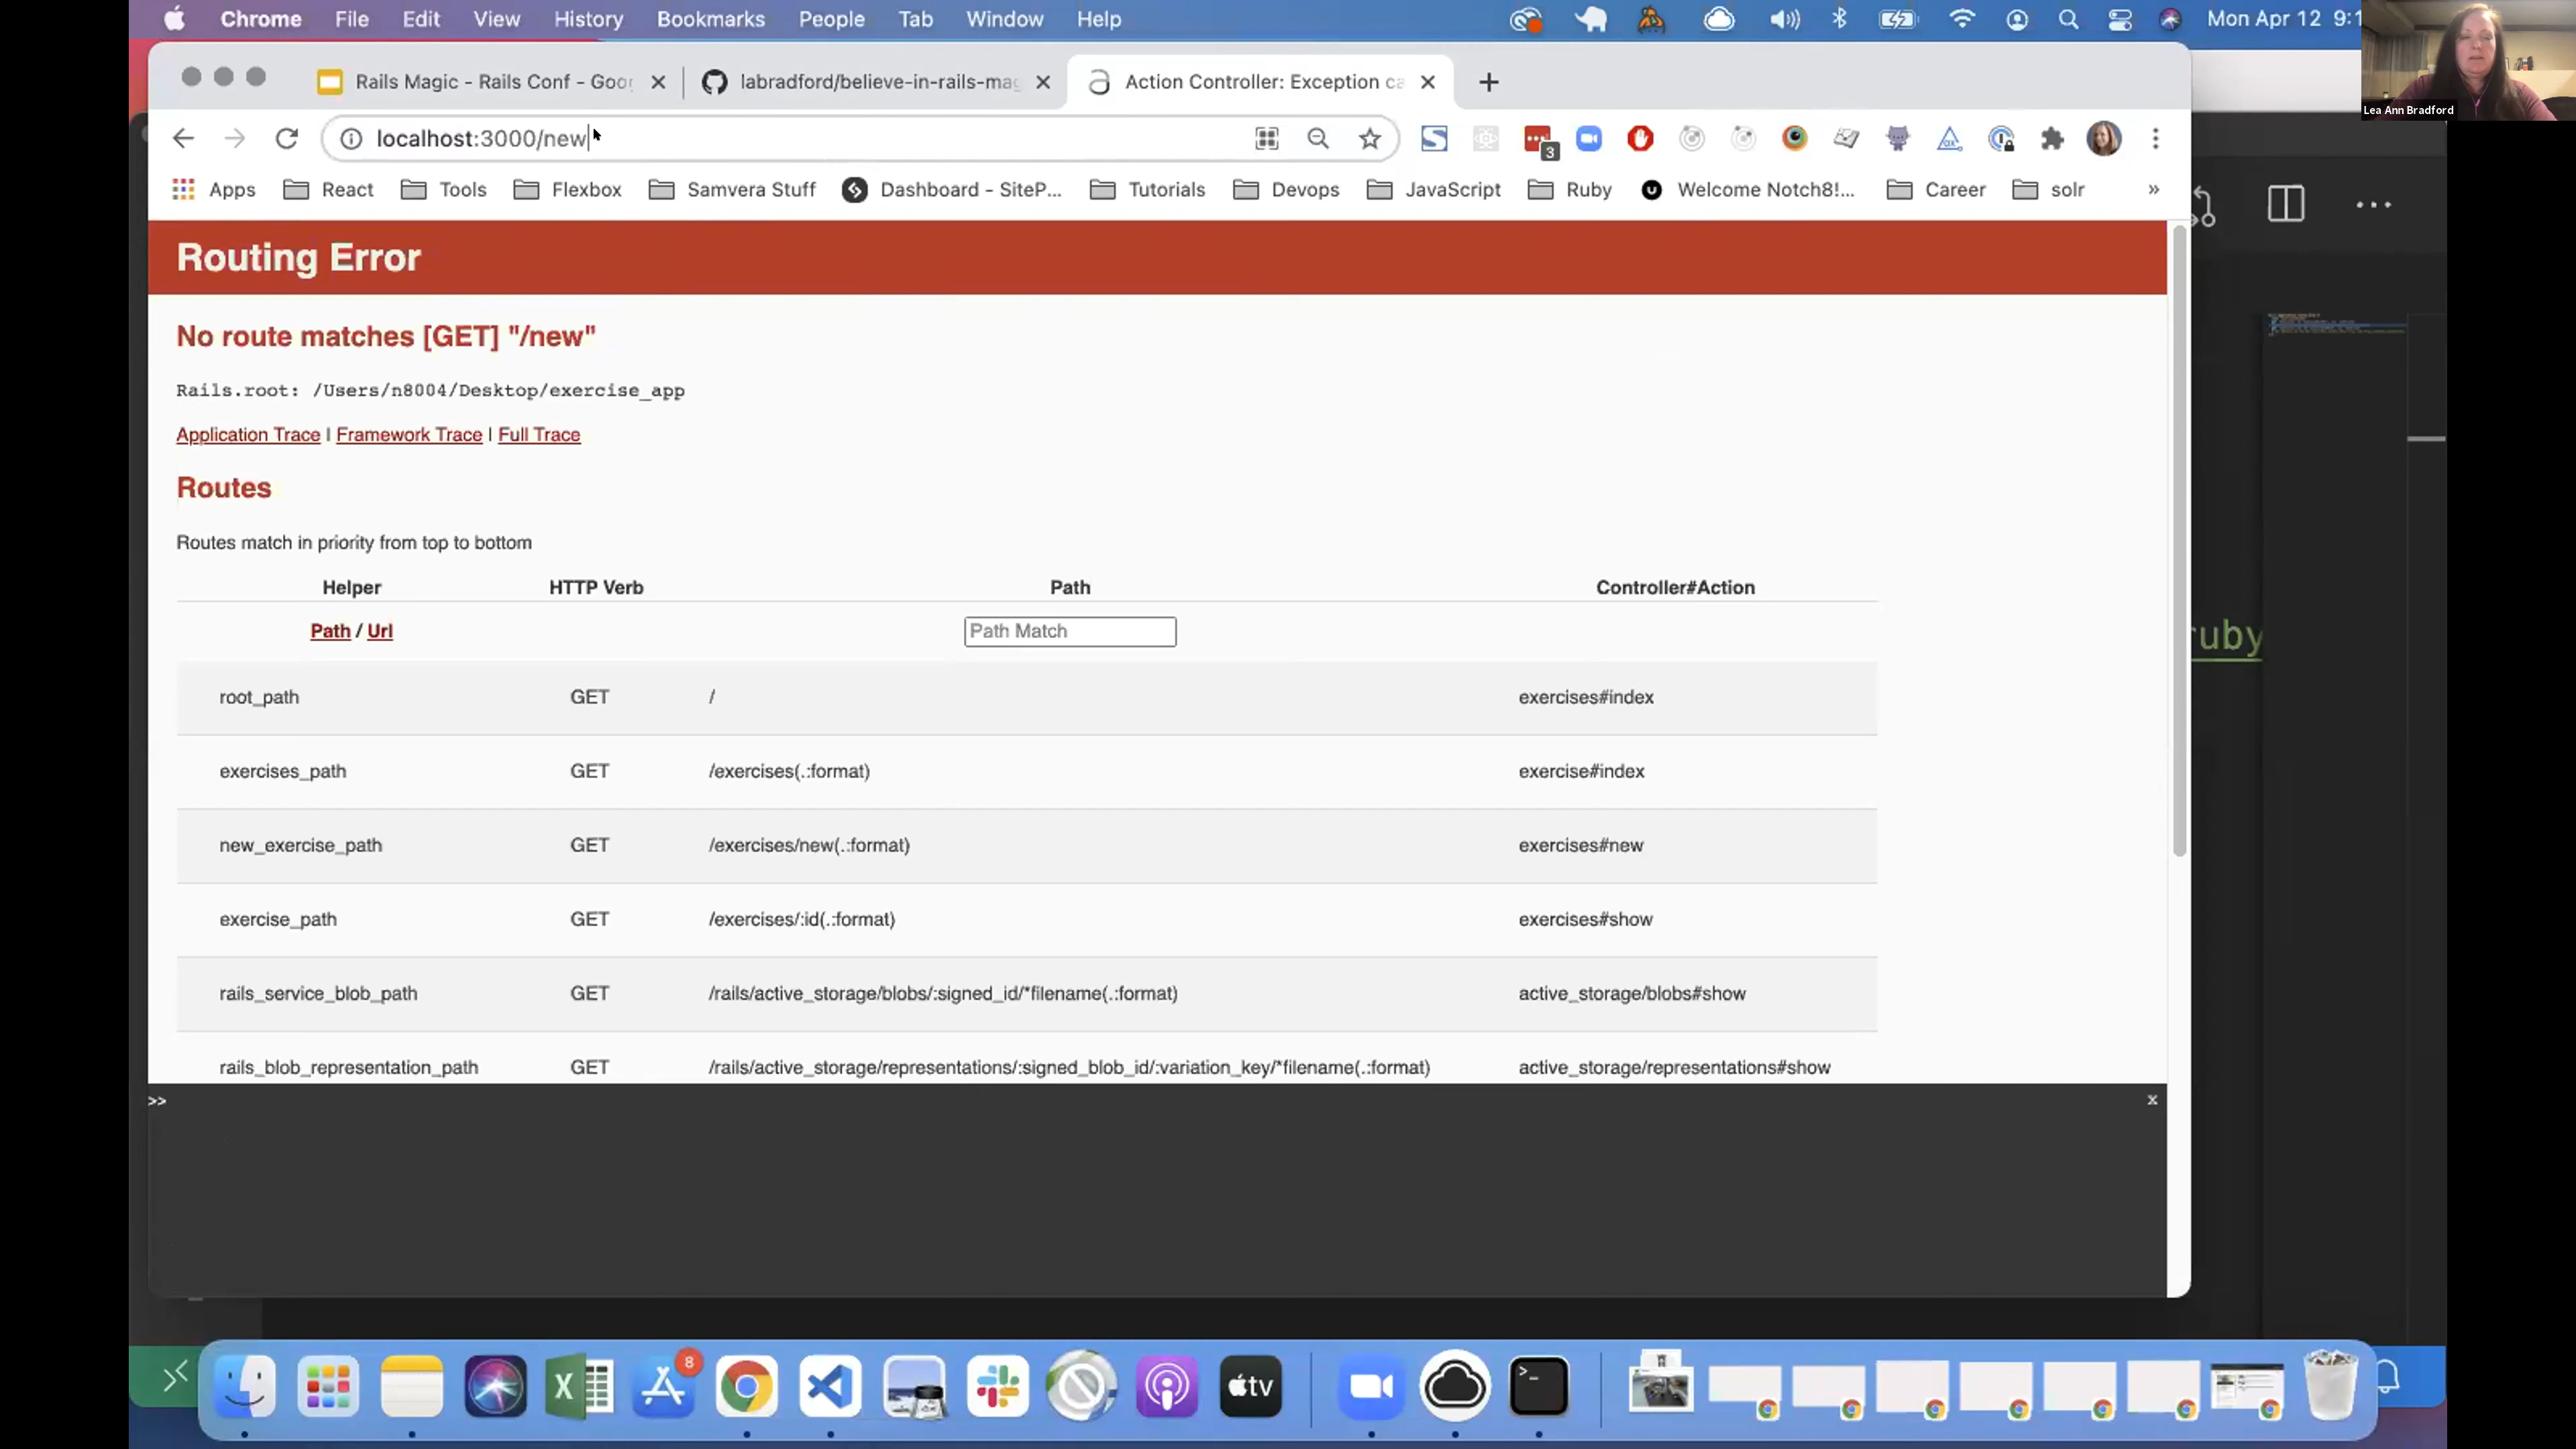 Chrome File Edit View History Bookmarks People Tab Window Help Mon Apr 12 9:1
Lea Ann Bradford
Rails Magic - Rails Conf - Goo
labradford/believe-in-rails-mag
Action Controller: Exception ca
localhost:3000/new
3
Apps React Tools Flexbox Samvera Stuff Dashboard - SiteP... Tutorials Devops JavaScript Ruby Welcome Notch8!... Career solr »
Routing Error
No route matches [GET] "/new"
Rails.root: /Users/n8004/Desktop/exercise_app
Application Trace | Framework Trace | Full Trace
Routes
Routes match in priority from top to bottom
Helper HTTP Verb Path Controller#Action
Path / Url Path Match
ruby
root_path GET / exercises#index
exercises_path GET /exercises(.:format) exercise#index
new_exercise_path GET /exercises/new(.:format) exercises#new
exercise_path GET /exercises/:id(.:format) exercises#show
rails_service_blob_path GET /rails/active_storage/blobs/:signed_id/*filename(.:format) active_storage/blobs#show
rails_blob_representation_path GET /rails/active_storage/representations/:signed_blob_id/:variation_key/*filename(.:format) active_storage/representations#show
>> x
8
tv